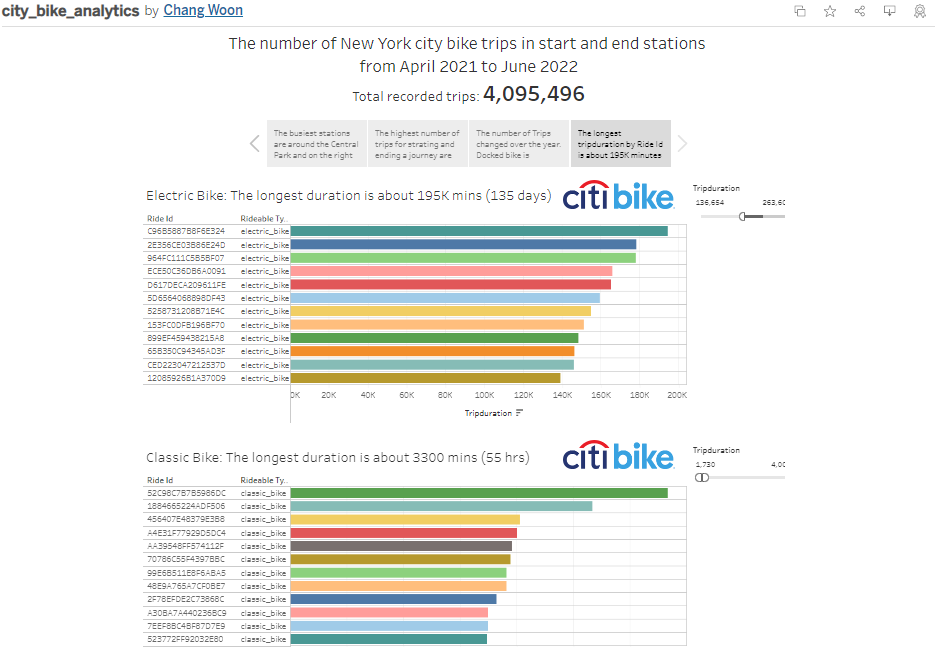 city_bike_analytics by Chang Woon
The number of New York city bike trips in start and end stations
from April 2021 to June 2022
Total recorded trips: 4,095,496
The busiest stations
are around the Central
Park and on the right
The highest number of
trips for strating and
ending a journey are
The number of Trips
changed over the year.
Docked bike is
The longest
tripduration by Ride Id
is about 195K minutes
Electric Bike: The longest duration is about 195K mins (135 days)
citi bike
Tripduration
136,654 263,6
Ride Id Rideable Ty..
C96B5887B8F6E324 electric_bike
2E356CE03B86E24D electric_bike
964FC111C5B5BF07 electric_bike
ECE50C36DB6A0091 electric_bike
D617DECA209611FE electric_bike
5D6564068898DF43 electric_bike
5258731208B71E4C electric_bike
153FC0DFB196BF70 electric_bike
899EF459438215A8 electric_bike
65B350C94345AD3F electric_bike
CED223047212537D electric_bike
12085926B1A370D9 electric_bike
0K 20K 40K 60K 80K 100K 120K 140K 160K 180K 200K
Tripduration
Classic Bike: The longest duration is about 3300 mins (55 hrs)
citi bike
Tripduration
1,730 4,0
Ride Id Rideable Ty..
52C98C7B7B5986DC classic_bike
1884665224ADF506 classic_bike
456407E48379E3B8 classic_bike
A4E31F77929D5DC4 classic_bike
AA39548FF574112F classic_bike
70786C55F4397BBC classic_bike
99E6B511E8F6ABA5 classic_bike
48E9A765A7CF0BE7 classic_bike
2F78EFDE2C73868C classic_bike
A30BA7A440236BC9 classic_bike
7EEF8BC4BF87D7E9 classic_bike
523772FF92032E80 classic_bike